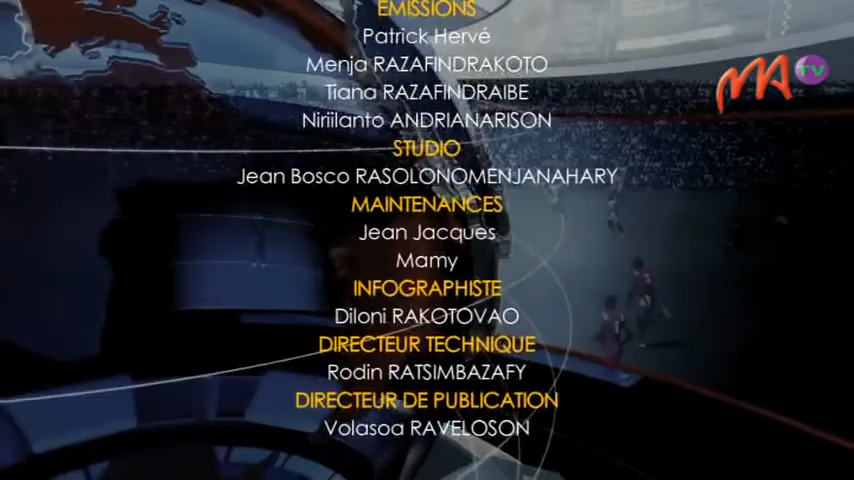 EMISSIONS
Patrick Hervé
Menja RAZAFINDRAKOTO
Tiana RAZAFINDRAIBE
Niriilanto ANDRIANARISON
STUDIO
Jean Bosco RASOLONOMENJANAHARY
MAINTENANCES
Jean Jacques
Mamy
INFOGRAPHISTE
Diloni RAKOTOVAO
DIRECTEUR TECHNIQUE
Rodin RATSIMBAZAFY
DIRECTEUR DE PUBLICATION
Volasoa RAVELOSON
MA TV